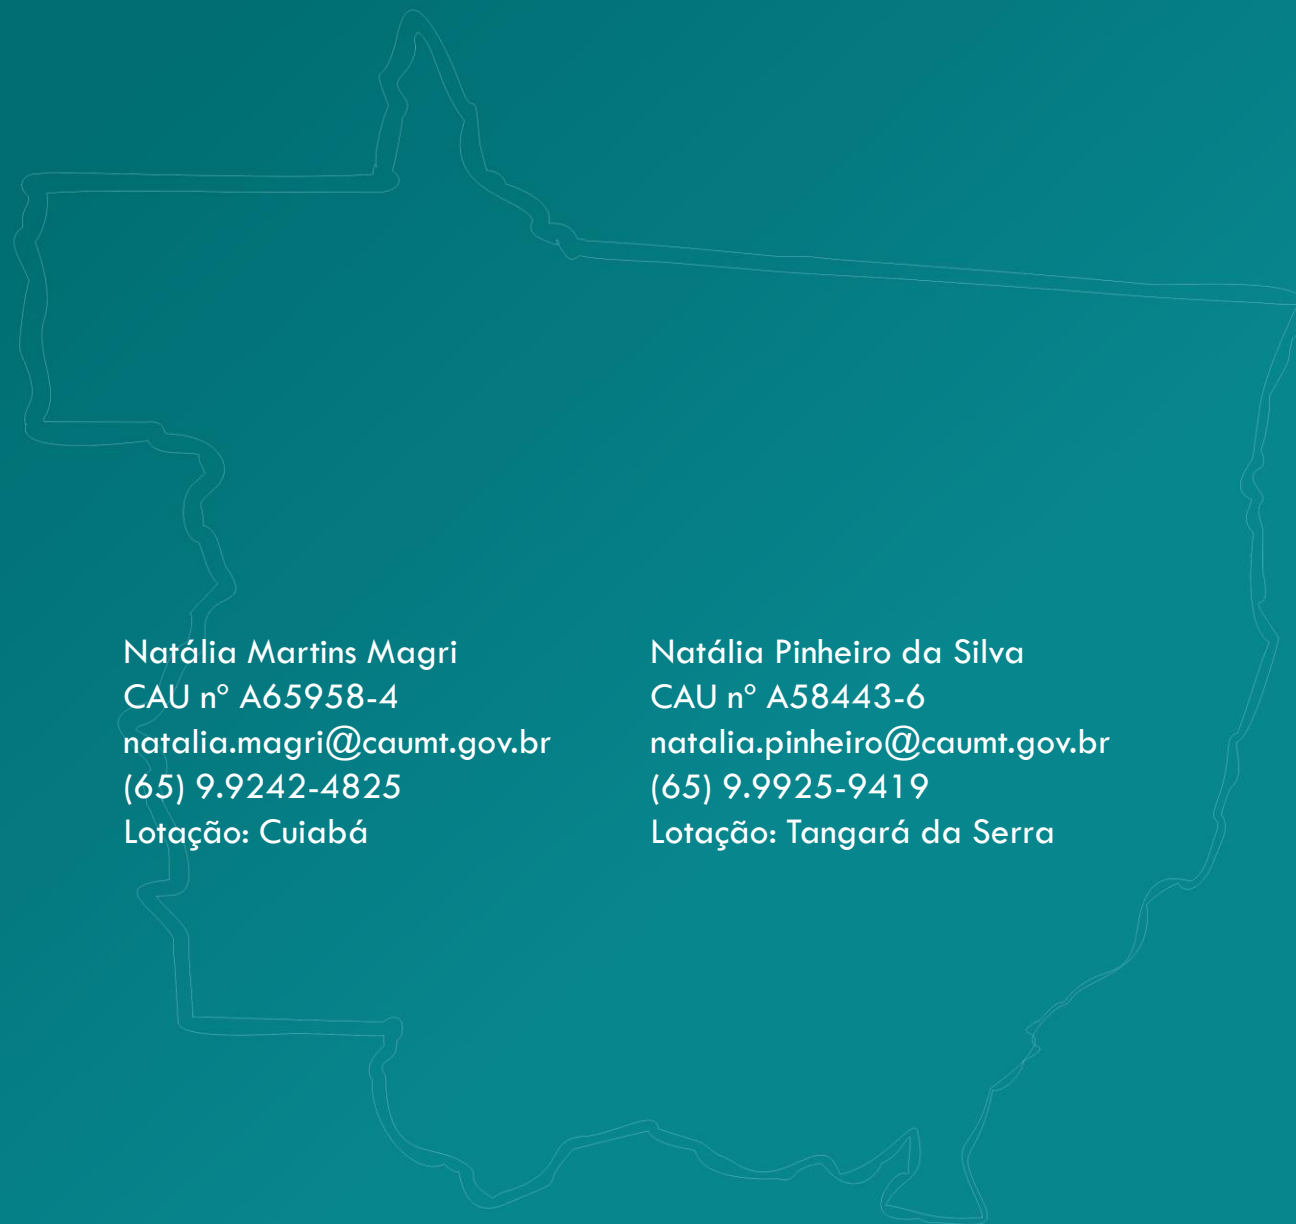 Natália Martins Magri
CAU nº A65958-4
natalia.magri@caumt.gov.br
(65) 9.9242-4825
Lotação: Cuiabá
Natália Pinheiro da Silva
CAU nº A58443-6
natalia.pinheiro@caumt.gov.br
(65) 9.9925-9419
Lotação: Tangará da Serra